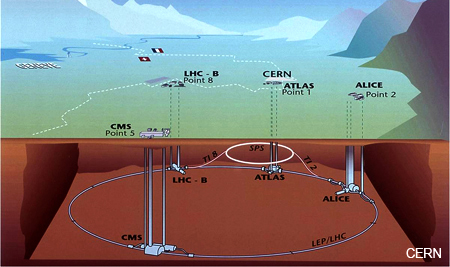 GENEVE
LHC - B
Point 8
CERN
ATLAS
Point 1
ALICE
Point 2
CMS
Point 5
TI 8
SPS
TI 2
LHC - B
ATLAS
ALICE
CMS
LEP/LHC
CERN